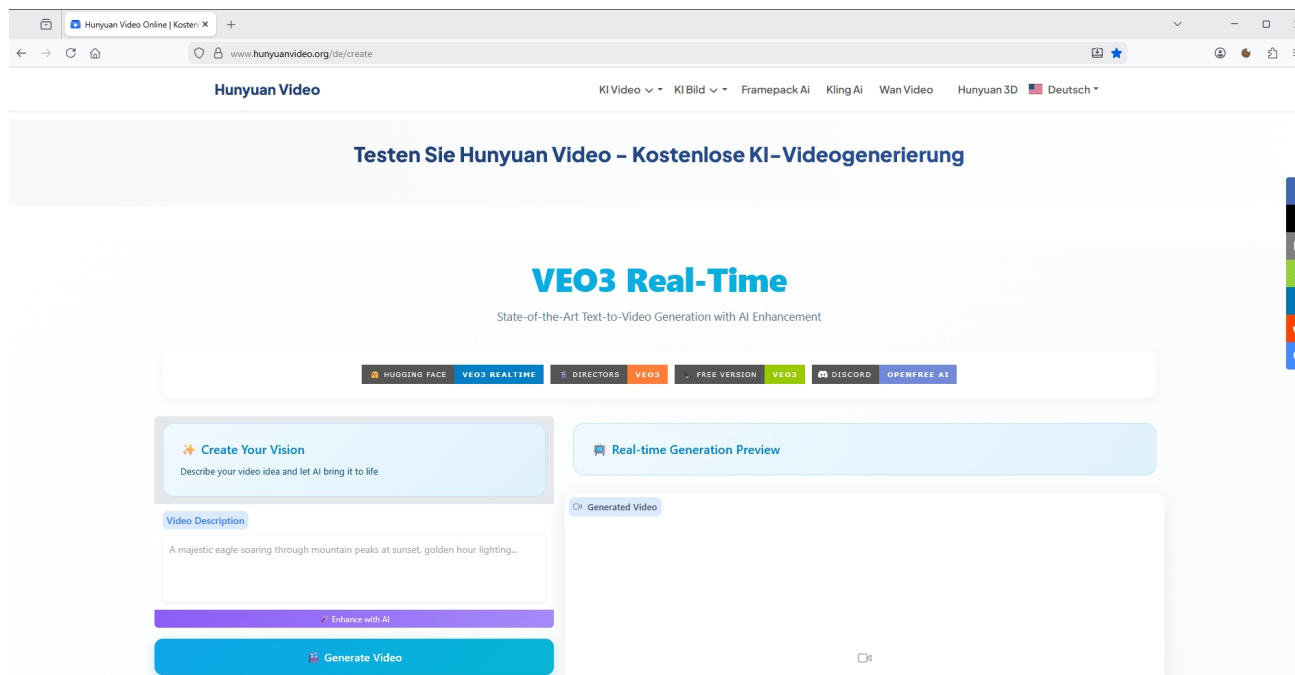 Hunyuan Video Online | Kosten
www.hunyuanvideo.org/de/create
Hunyuan Video
KI Video
KI Bild
Framepack Ai
Kling Ai
Wan Video
Hunyuan 3D
Deutsch
Testen Sie Hunyuan Video – Kostenlose KI-Videogenerierung
VEO3 Real-Time
State-of-the-Art Text-to-Video Generation with AI Enhancement
HUGGING FACE VEO3 REALTIME
DIRECTORS VEO3
FREE VERSION VEO3
DISCORD OPENFREE AI
Create Your Vision
Describe your video idea and let AI bring it to life
Real-time Generation Preview
Generated Video
Video Description
A majestic eagle soaring through mountain peaks at sunset, golden hour lighting...
Enhance with AI
Generate Video